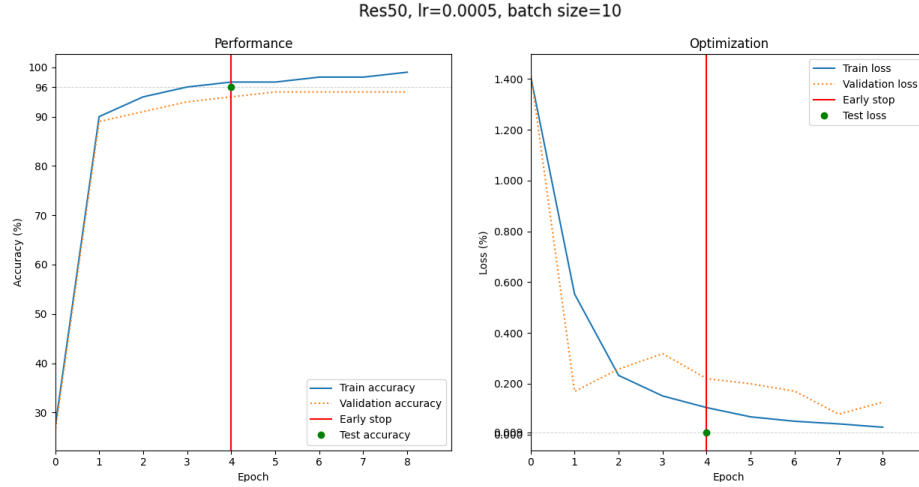 Res50, lr=0.0005, batch size=10
Performance
Accuracy (%)
100
96
90
80
70
60
50
40
30
0 1 2 3 4 5 6 7 8
Epoch
Train accuracy
Validation accuracy
Early stop
Test accuracy
Optimization
Loss (%)
1.400
1.200
1.000
0.800
0.600
0.400
0.200
0.000
0 1 2 3 4 5 6 7 8
Epoch
Train loss
Validation loss
Early stop
Test loss